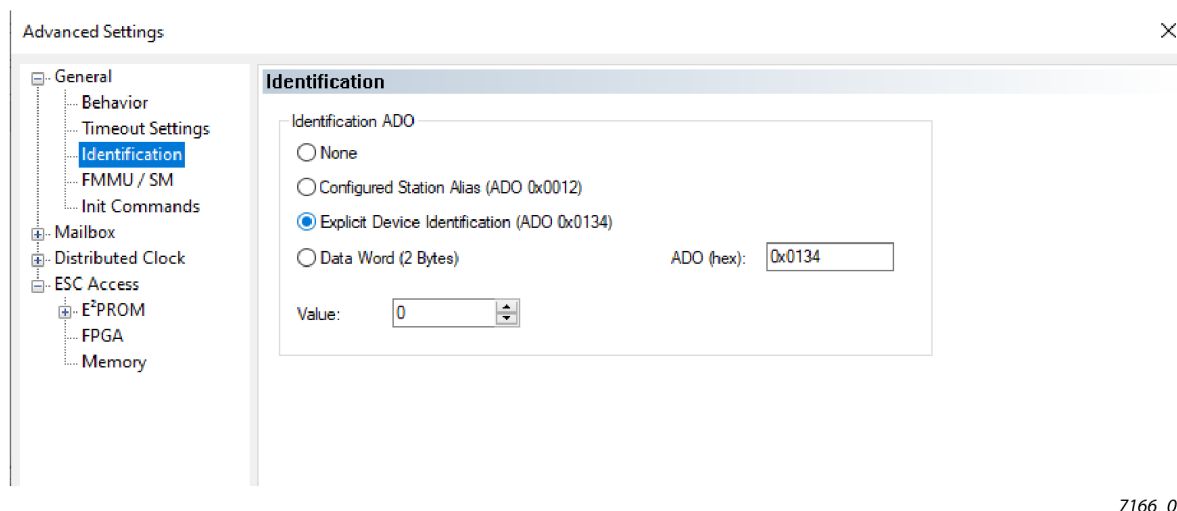 Advanced Settings
General
Behavior
Timeout Settings
Identification
FMMU / SM
Init Commands
Mailbox
Distributed Clock
ESC Access
E²PROM
FPGA
Memory
Identification
Identification ADO
None
Configured Station Alias (ADO 0x0012)
Explicit Device Identification (ADO 0x0134)
Data Word (2 Bytes) ADO (hex): 0x0134
Value: 0
7166_0